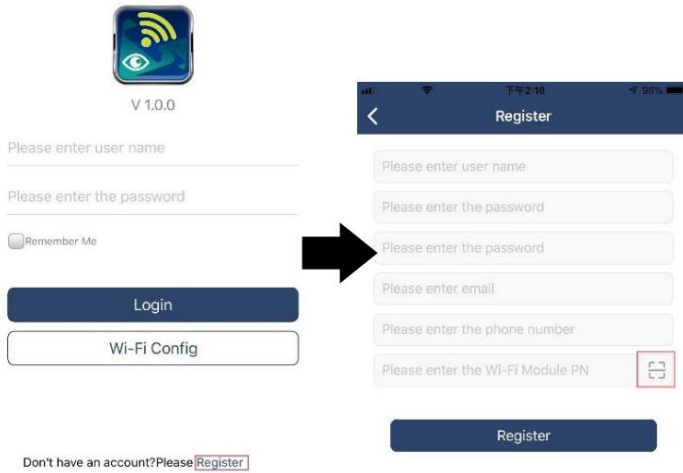 V 1.0.0
Please enter user name
Please enter the password
Remember Me
Login
Wi-Fi Config
Don't have an account?Please Register
下午2:18
98%
Register
Please enter user name
Please enter the password
Please enter the password
Please enter email
Please enter the phone number
Please enter the Wi-Fi Module PN
Register